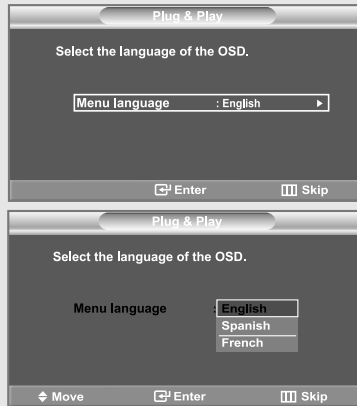 Plug & Play
Select the language of the OSD.
Menu language : English
Enter Skip
Plug & Play
Select the language of the OSD.
Menu language : English
Spanish
French
Move Enter Skip